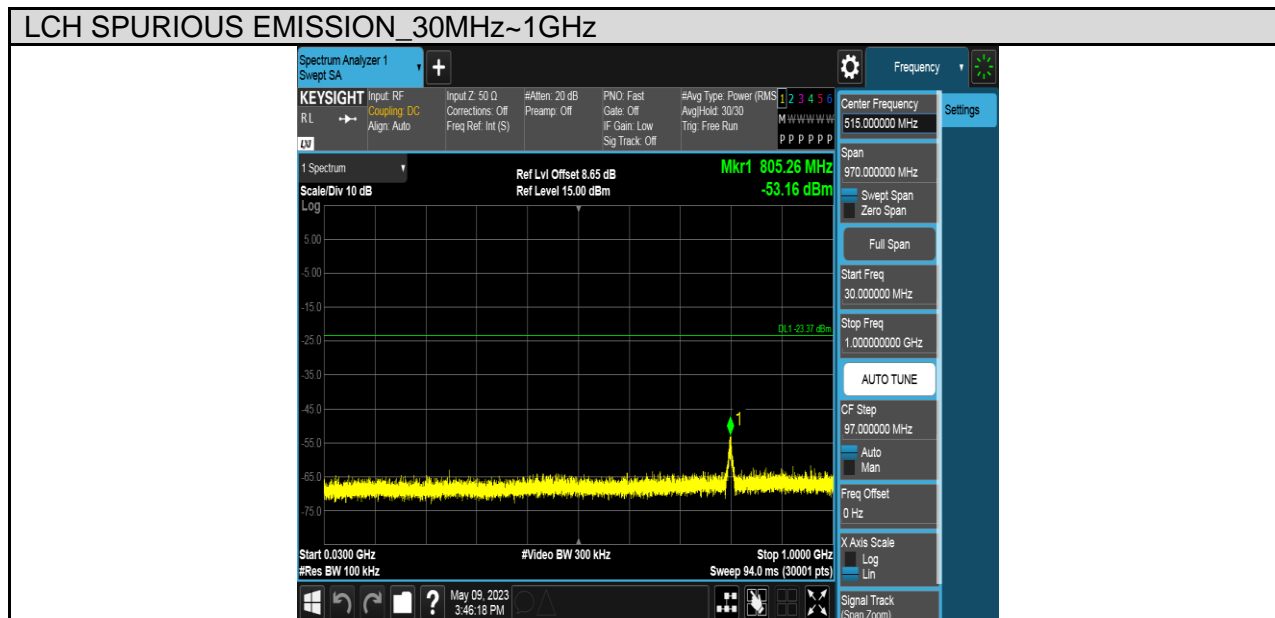 LCH SPURIOUS EMISSION_30MHz~1GHz
Spectrum Analyzer 1
Swept SA
Frequency
KEYSIGHT
RL
LXI
Input: RF
Coupling: DC
Align: Auto
Input Z: 50 Ω
Corrections: Off
Freq Ref: Int (S)
#Atten: 20 dB
Preamp: Off
PNO: Fast
Gate: Off
IF Gain: Low
Sig Track: Off
#Avg Type: Power (RMS
Avg|Hold: 30/30
Trig: Free Run
1 2 3 4 5 6
M W W W W W
P P P P P P
1 Spectrum
Scale/Div 10 dB
Log
Ref Lvl Offset 8.65 dB
Ref Level 15.00 dBm
Mkr1 805.26 MHz
-53.16 dBm
5.00
-5.00
-15.0
DL1 -23.37 dBm
-25.0
-35.0
-45.0
1
-55.0
-65.0
-75.0
Start 0.0300 GHz
#Res BW 100 kHz
#Video BW 300 kHz
Stop 1.0000 GHz
Sweep 94.0 ms (30001 pts)
?
May 09, 2023
3:46:18 PM
Center Frequency
515.000000 MHz
Settings
Span
970.000000 MHz
Swept Span
Zero Span
Full Span
Start Freq
30.000000 MHz
Stop Freq
1.000000000 GHz
AUTO TUNE
CF Step
97.000000 MHz
Auto
Man
Freq Offset
0 Hz
X Axis Scale
Log
Lin
Signal Track
(Span Zoom)